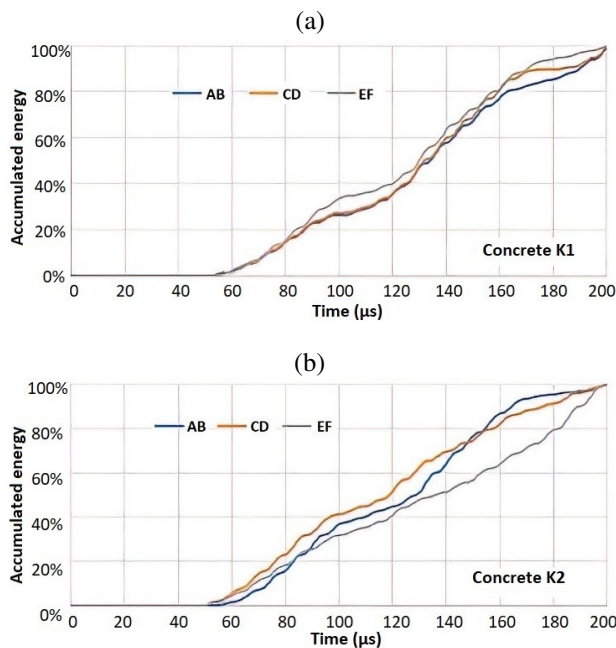 (a)
100%
80%
60%
40%
20%
0%
Accumulated energy
AB CD EF
Concrete K1
0 20 40 60 80 100 120 140 160 180 200
Time (µs)
(b)
100%
80%
60%
40%
20%
0%
Accumulated energy
AB CD EF
Concrete K2
0 20 40 60 80 100 120 140 160 180 200
Time (µs)